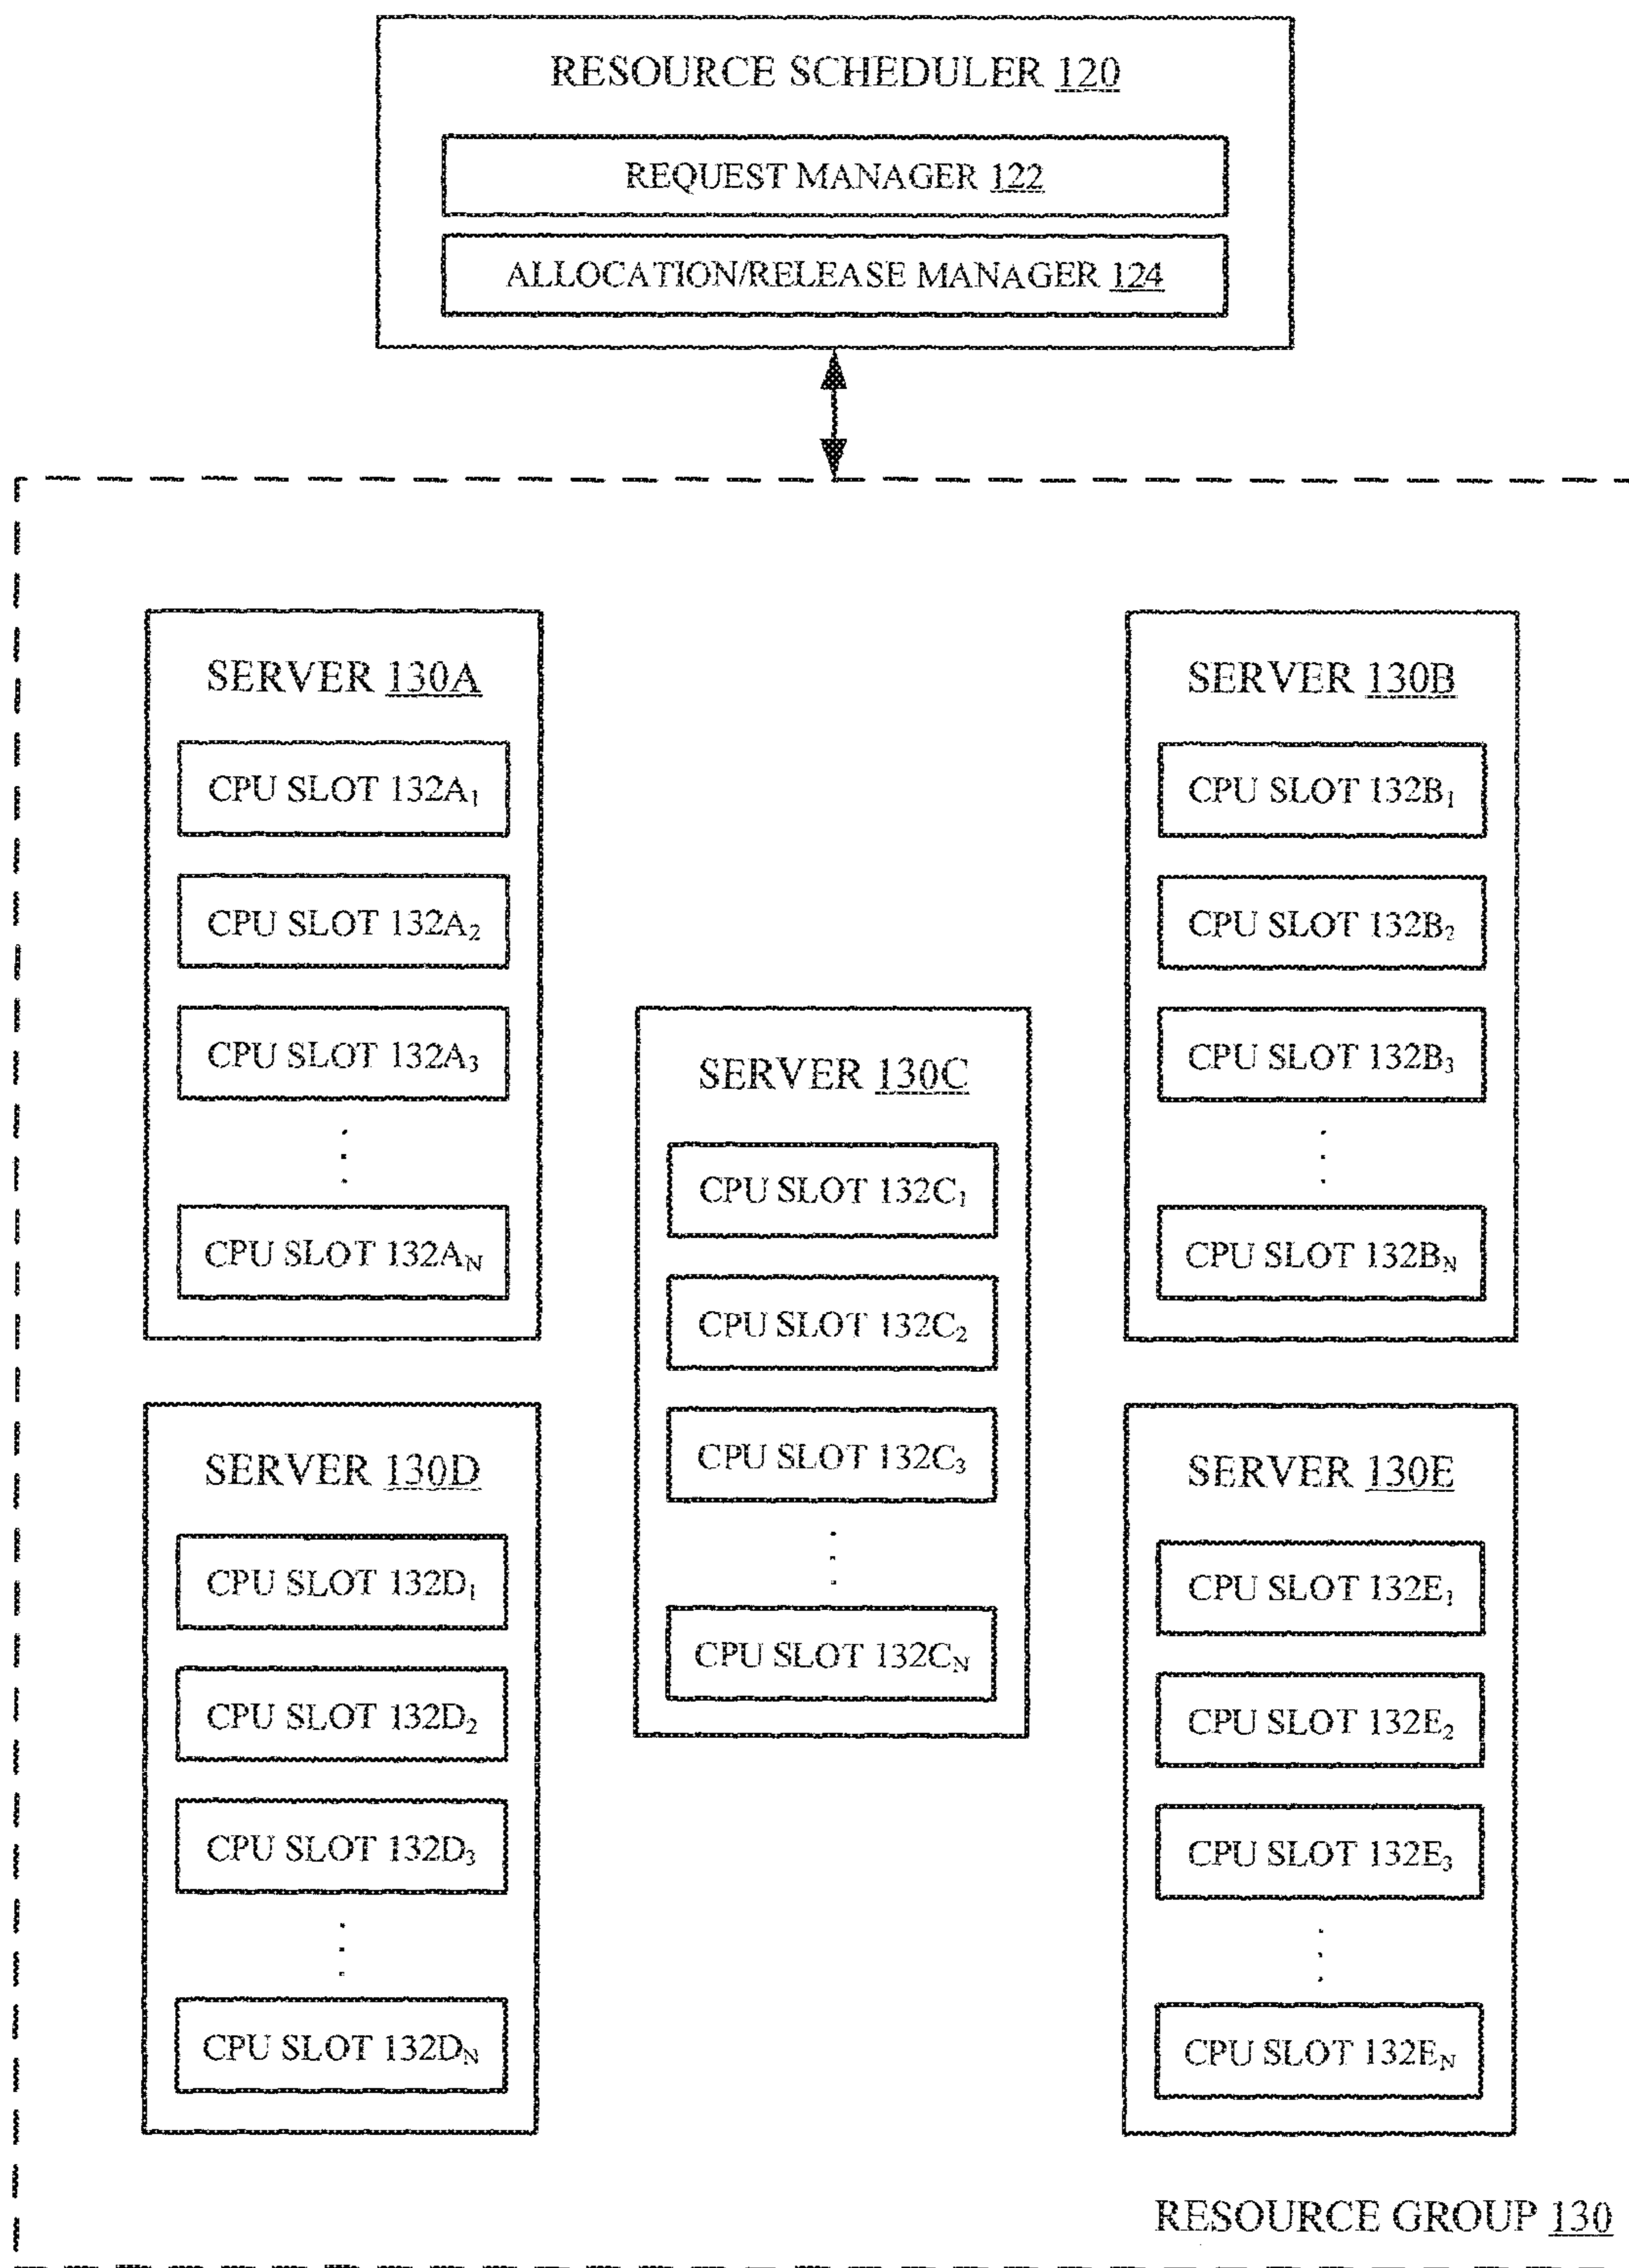 RESOURCE SCHEDULER 120
REQUEST MANAGER 122
ALLOCATION/RELEASE MANAGER 124
SERVER 130A
CPU SLOT 132A₁
CPU SLOT 132A₂
CPU SLOT 132A₃
CPU SLOT 132Aₙ
SERVER 130B
CPU SLOT 132B₁
CPU SLOT 132B₂
CPU SLOT 132B₃
CPU SLOT 132Bₙ
SERVER 130C
CPU SLOT 132C₁
CPU SLOT 132C₂
CPU SLOT 132C₃
CPU SLOT 132Cₙ
SERVER 130D
CPU SLOT 132D₁
CPU SLOT 132D₂
CPU SLOT 132D₃
CPU SLOT 132Dₙ
SERVER 130E
CPU SLOT 132E₁
CPU SLOT 132E₂
CPU SLOT 132E₃
CPU SLOT 132Eₙ
RESOURCE GROUP 130